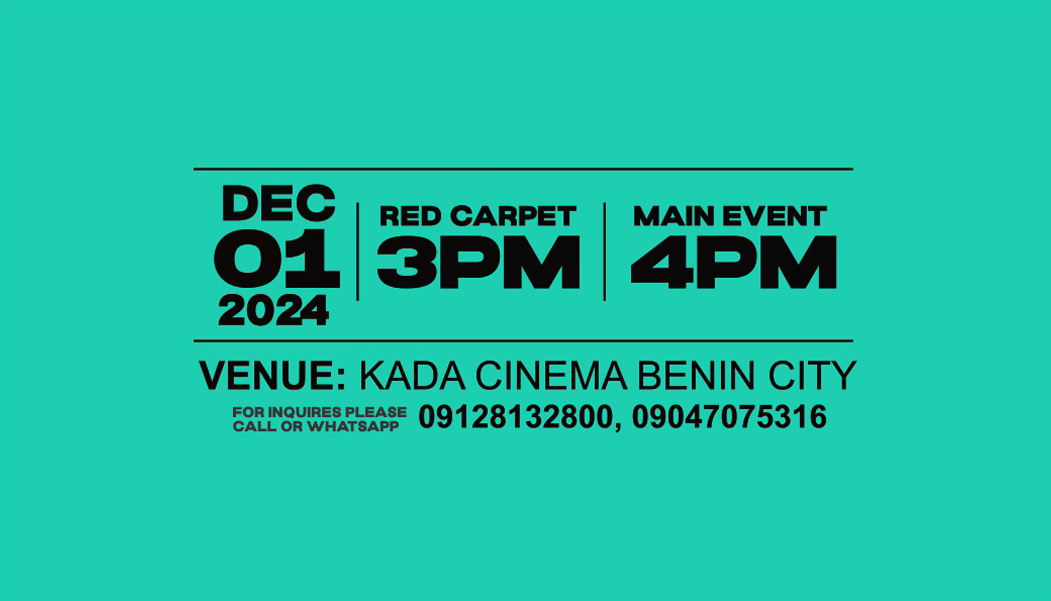 DEC
01
2024
RED CARPET
3PM
MAIN EVENT
4PM
VENUE: KADA CINEMA BENIN CITY
FOR INQUIRES PLEASE
CALL OR WHATSAPP
09128132800, 09047075316